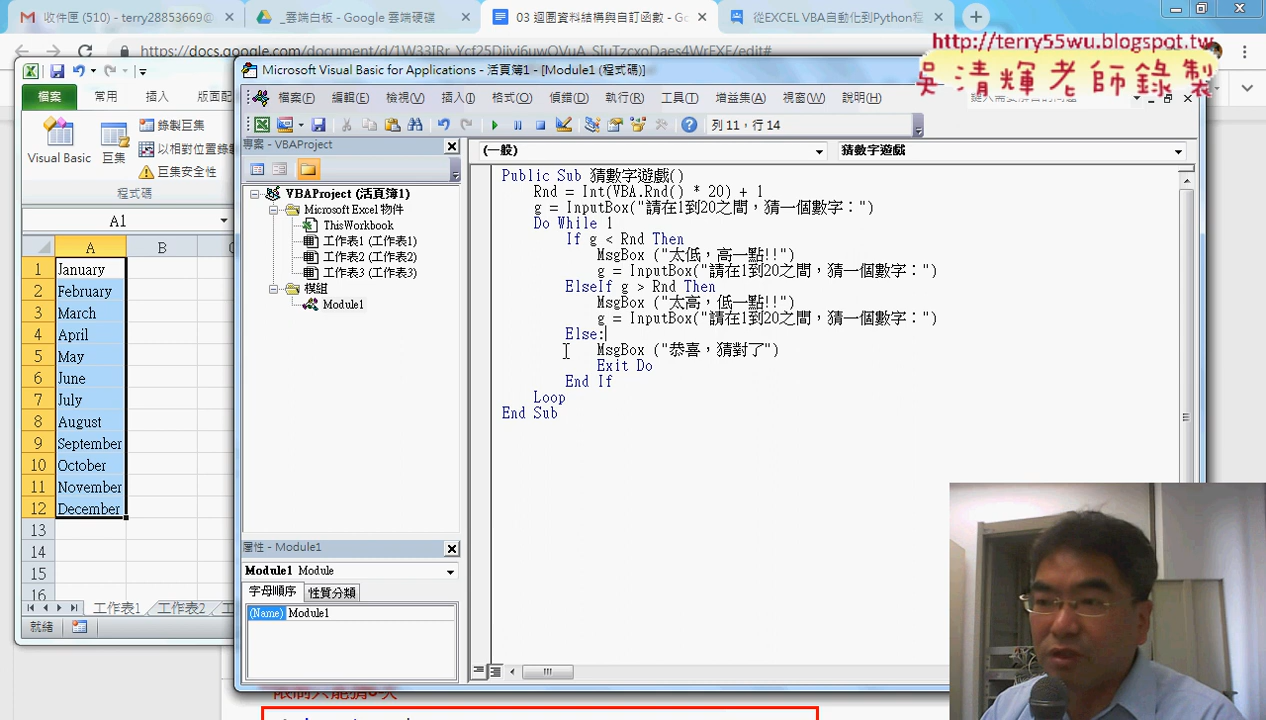 收件匣 (510) - terry28853669@
_雲端白板 - Google 雲端硬碟
03 迴圈資料結構與自訂函數 - Go
從EXCEL VBA自動化到Python程
http://terry55wu.blogspot.tw
吳清輝老師錄製
檔案
常用
插入
版面配
Visual Basic
巨集
錄製巨集
以相對位置錄
巨集安全性
程式碼
A1
A
B
1 January
2 February
3 March
4 April
5 May
6 June
7 July
8 August
9 September
10 October
11 November
12 December
13
14
15
16
工作表1
工作表2
就緒
Microsoft Visual Basic for Applications - 活頁簿1 - [Module1 (程式碼)]
檔案(F) 編輯(E) 檢視(V) 插入(I) 格式(O) 偵錯(D) 執行(R) 工具(T) 增益集(A) 視窗(W) 說明(H)
列 11，行 14
專案 - VBAProject
VBAProject (活頁簿1)
Microsoft Excel 物件
ThisWorkbook
工作表1 (工作表1)
工作表2 (工作表2)
工作表3 (工作表3)
模組
Module1
屬性 - Module1
Module1 Module
字母順序
性質分類
(Name) Module1
(一般)
猜數字遊戲
Public Sub 猜數字遊戲()
Rnd = Int(VBA.Rnd() * 20) + 1
g = InputBox("請在1到20之間，猜一個數字：")
Do While 1
If g < Rnd Then
MsgBox ("太低，高一點!!")
g = InputBox("請在1到20之間，猜一個數字：")
ElseIf g > Rnd Then
MsgBox ("太高，低一點!!")
g = InputBox("請在1到20之間，猜一個數字：")
Else:
MsgBox ("恭喜，猜對了")
Exit Do
End If
Loop
End Sub